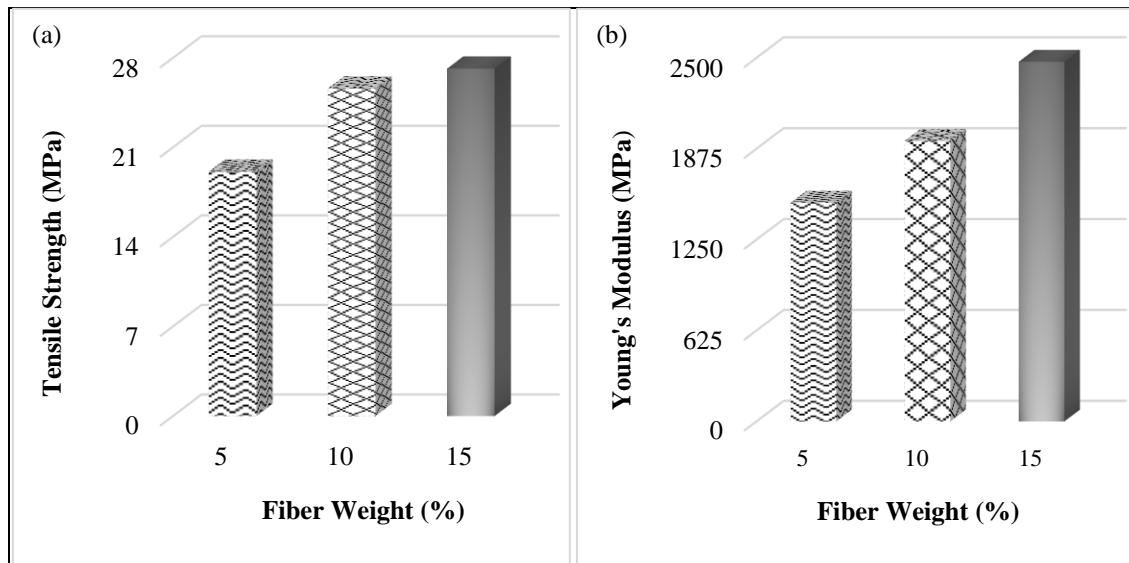 (a)
28
21
14
7
0
Tensile Strength (MPa)
5 10 15
Fiber Weight (%)
(b)
2500
1875
1250
625
0
Young's Modulus (MPa)
5 10 15
Fiber Weight (%)